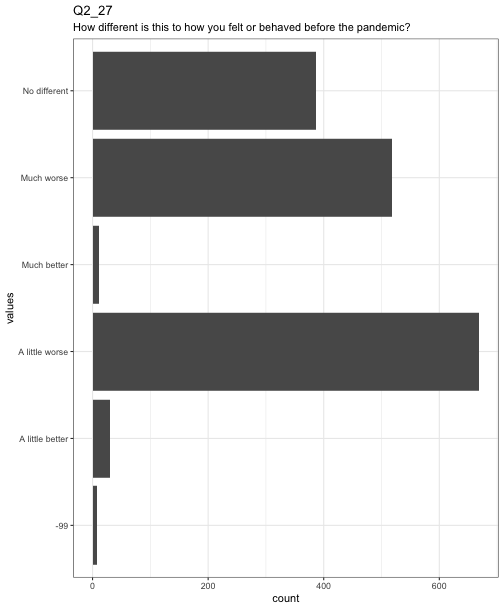 Q2_27
How different is this to how you felt or behaved before the pandemic?
No different
Much worse
Much better
A little worse
A little better
-99
values
0 200 400 600
count